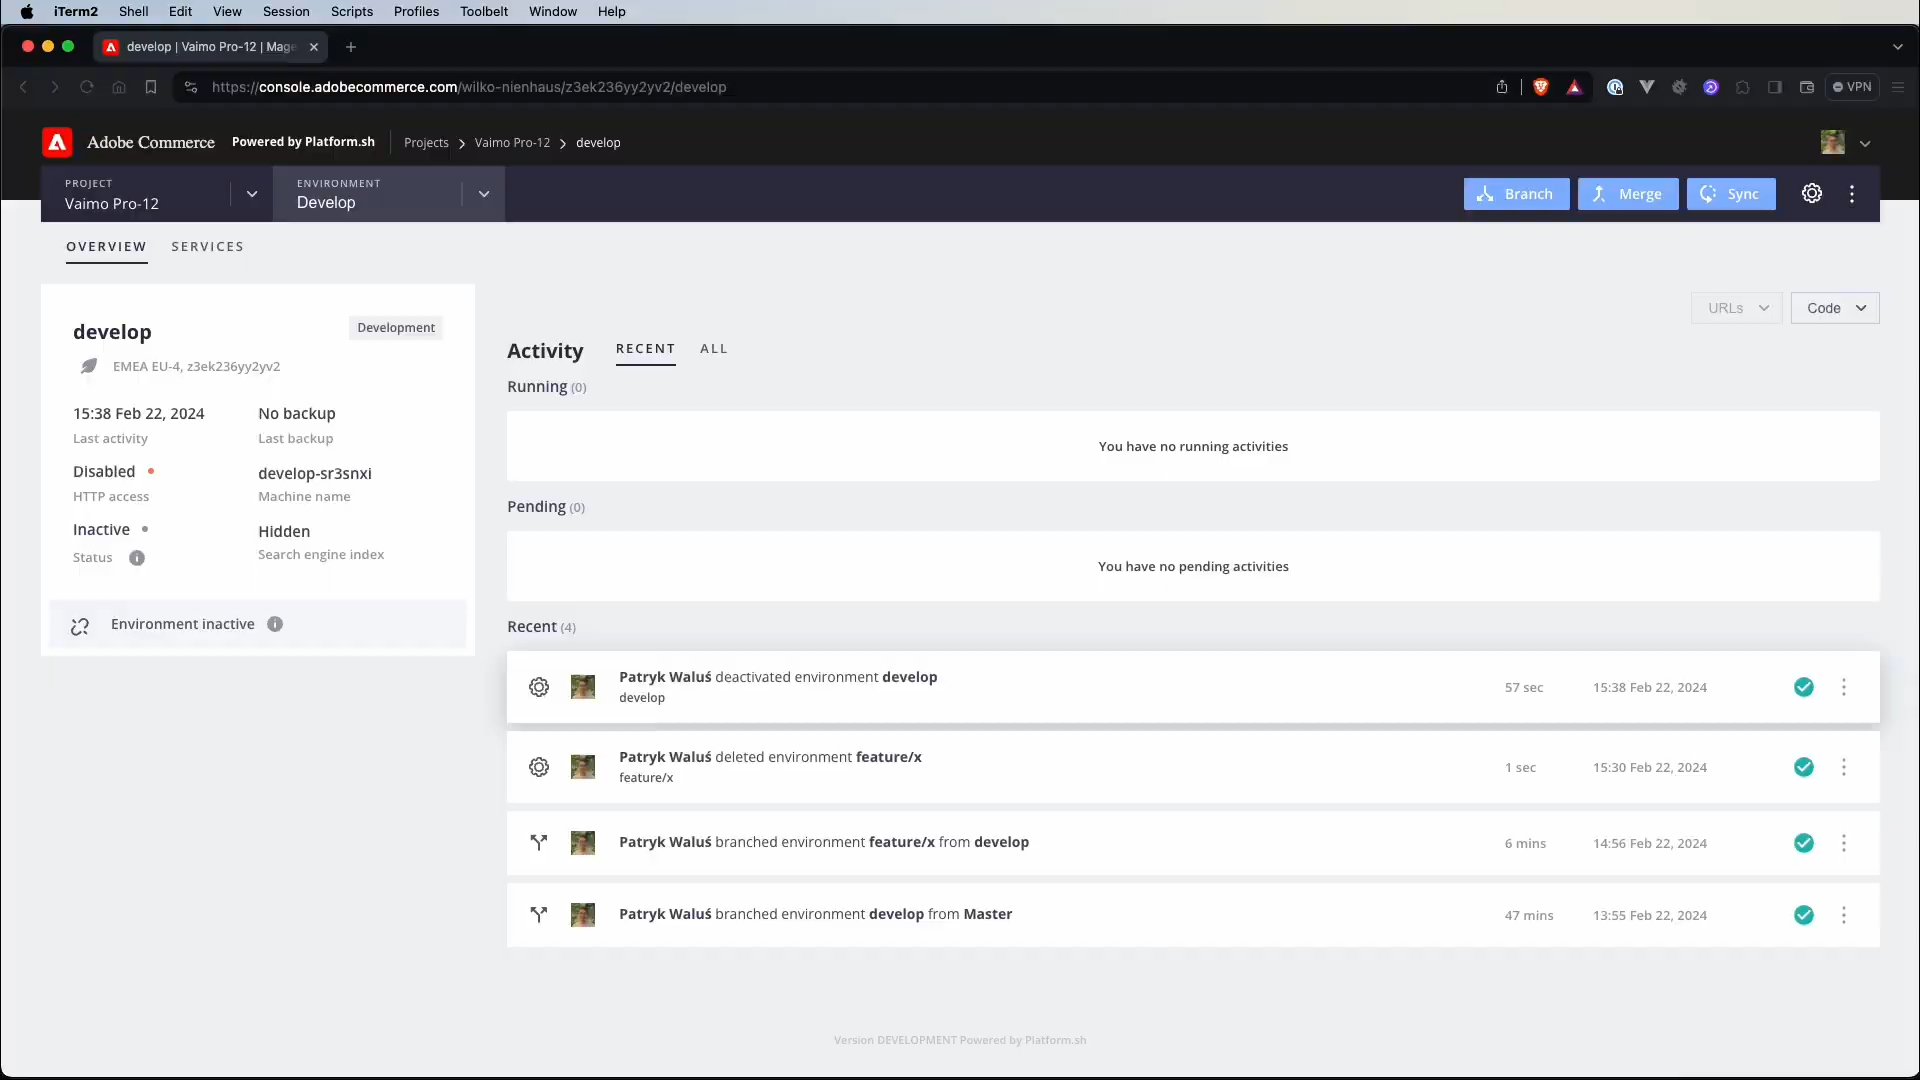 iTerm2 Shell Edit View Session Scripts Profiles Toolbelt Window Help
develop | Vaimo Pro-12 | Mage
https://console.adobecommerce.com/wilko-nienhaus/z3ek236yy2yv2/develop
VPN
Adobe Commerce Powered by Platform.sh Projects Vaimo Pro-12 develop
PROJECT
Vaimo Pro-12
ENVIRONMENT
Develop
Branch Merge Sync
OVERVIEW SERVICES
develop
Development
EMEA EU-4, z3ek236yy2yv2
15:38 Feb 22, 2024
Last activity
No backup
Last backup
Disabled
HTTP access
develop-sr3snxi
Machine name
Inactive
Status
Hidden
Search engine index
Environment inactive
URLs Code
Activity RECENT ALL
Running (0)
You have no running activities
Pending (0)
You have no pending activities
Recent (4)
Patryk Waluś deactivated environment develop
develop
57 sec 15:38 Feb 22, 2024
Patryk Waluś deleted environment feature/x
feature/x
1 sec 15:30 Feb 22, 2024
Patryk Waluś branched environment feature/x from develop
6 mins 14:56 Feb 22, 2024
Patryk Waluś branched environment develop from Master
47 mins 13:55 Feb 22, 2024
Version DEVELOPMENT Powered by Platform.sh